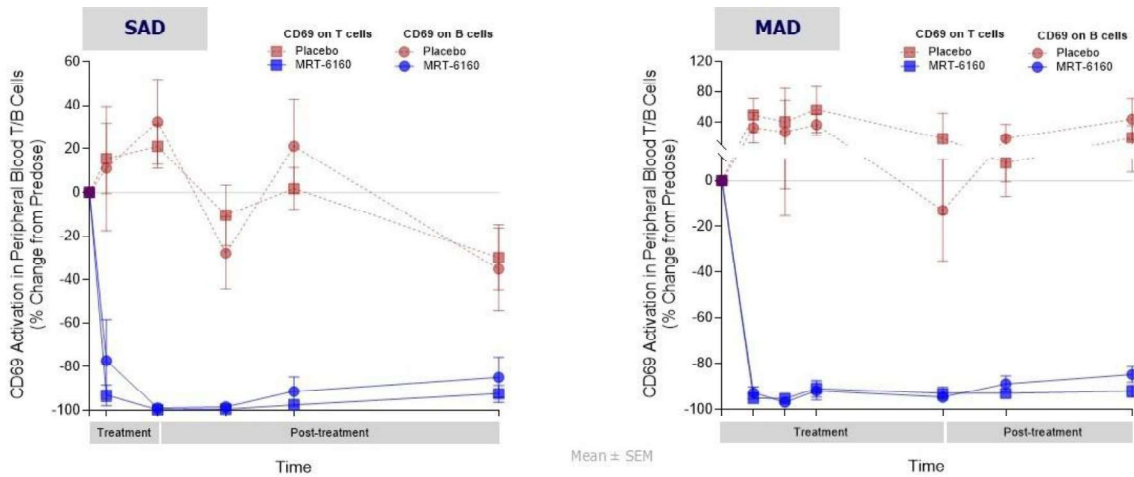 SAD
CD69 on T cells CD69 on B cells
Placebo Placebo
MRT-6160 MRT-6160
CD69 Activation in Peripheral Blood T/B Cells
(% Change from Predose)
60
40
20
0
-20
-40
-60
-80
-100
Treatment Post-treatment
Time
MAD
CD69 on T cells CD69 on B cells
Placebo Placebo
MRT-6160 MRT-6160
CD69 Activation in Peripheral Blood T/B Cells
(% Change from Predose)
120
80
40
0
-20
-40
-60
-80
-100
Treatment Post-treatment
Time
Mean ± SEM